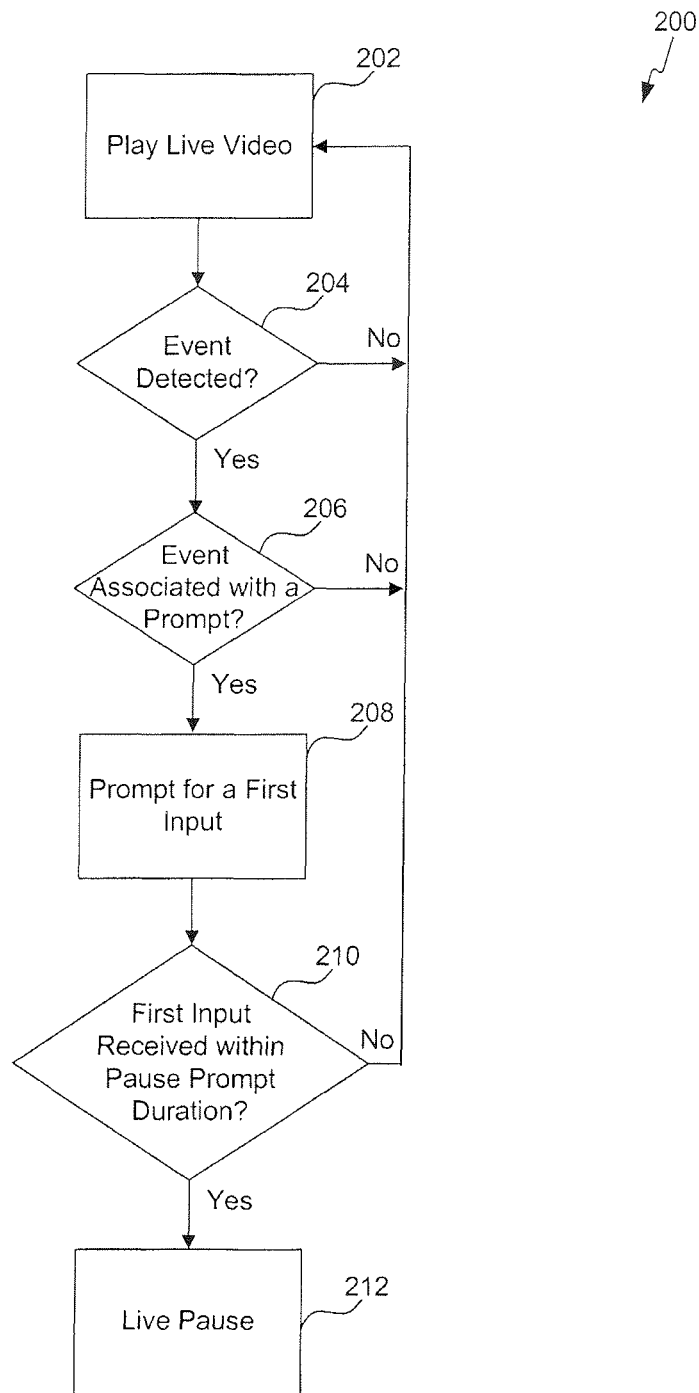 200
202
Play Live Video
204
Event
Detected?
No
Yes
206
Event
Associated with a
Prompt?
No
Yes
208
Prompt for a First
Input
210
First Input
Received within
Pause Prompt
Duration?
No
Yes
Live Pause
212